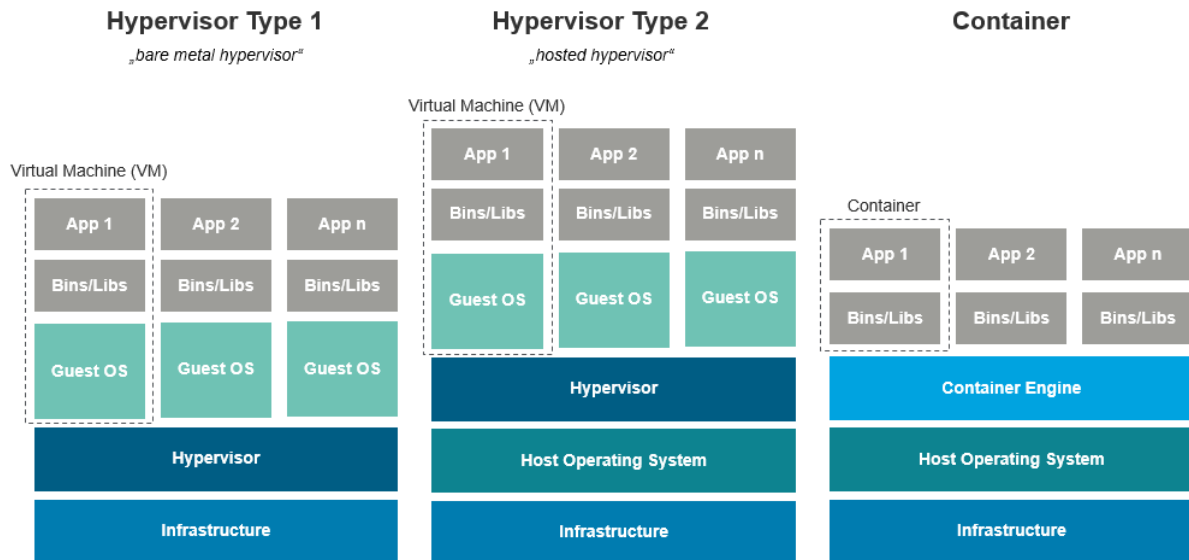 Hypervisor Type 1
„bare metal hypervisor“
Virtual Machine (VM)
App 1 App 2 App n
Bins/Libs Bins/Libs Bins/Libs
Guest OS Guest OS Guest OS
Hypervisor
Infrastructure
Hypervisor Type 2
„hosted hypervisor“
Virtual Machine (VM)
App 1 App 2 App n
Bins/Libs Bins/Libs Bins/Libs
Guest OS Guest OS Guest OS
Hypervisor
Host Operating System
Infrastructure
Container
Container
App 1 App 2 App n
Bins/Libs Bins/Libs Bins/Libs
Container Engine
Host Operating System
Infrastructure